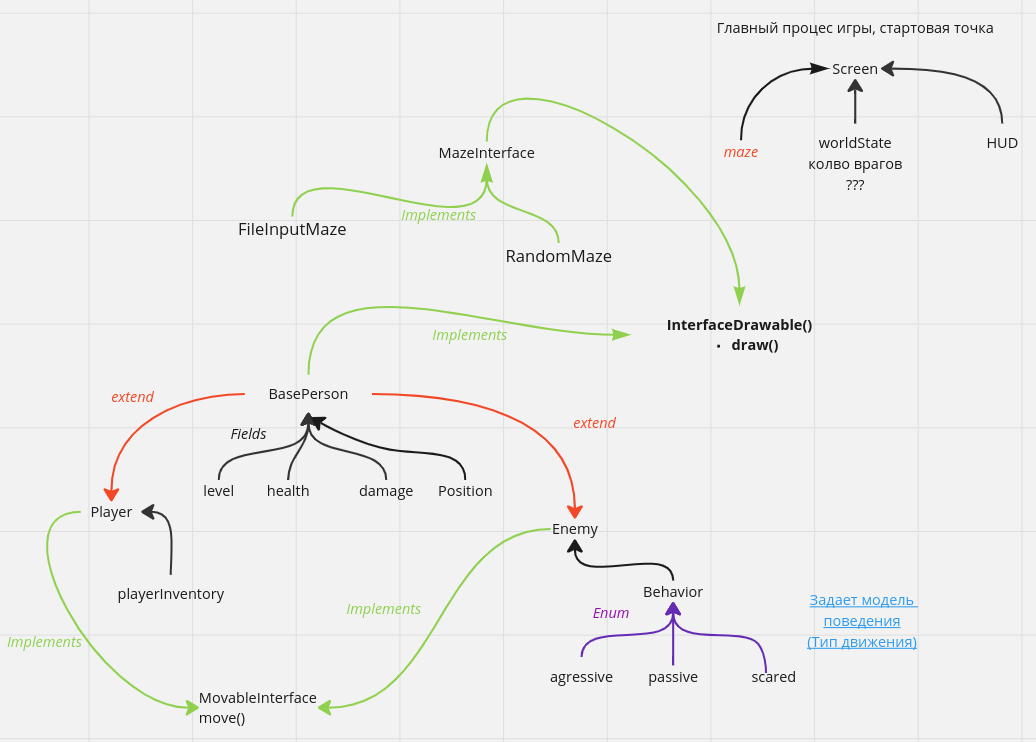 Главный процес игры, стартовая точка
Screen
maze
worldState
колво врагов
???
HUD
MazeInterface
Implements
FileInputMaze
RandomMaze
InterfaceDrawable()
· draw()
Implements
BasePerson
extend
extend
Fields
level
health
damage
Position
Player
Enemy
playerInventory
Behavior
Implements
Implements
Enum
Задает модель
поведения
(Тип движения)
agressive
passive
scared
MovableInterface
move()